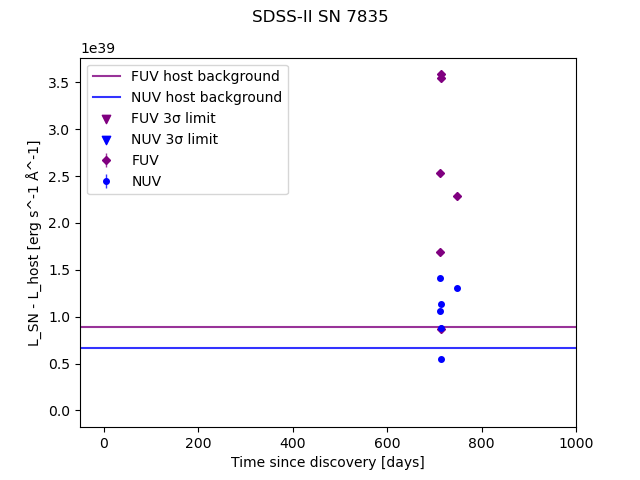 SDSS-II SN 7835
1e39
FUV host background
NUV host background
FUV 3σ limit
NUV 3σ limit
FUV
NUV
3.5
3.0
2.5
2.0
1.5
1.0
0.5
0.0
L_SN - L_host [erg s^-1 Å^-1]
0 200 400 600 800 1000
Time since discovery [days]